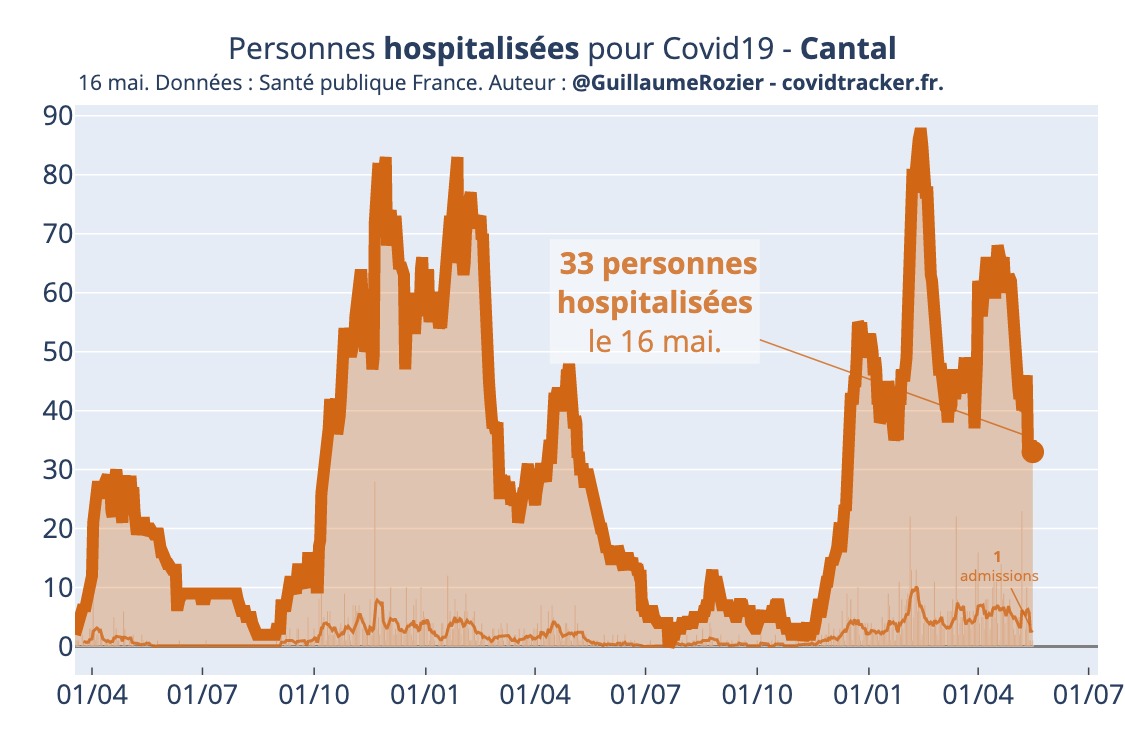 Personnes hospitalisées pour Covid19 - Cantal
16 mai. Données : Santé publique France. Auteur : @GuillaumeRozier - covidtracker.fr.
90
80
70
60
50
40
30
20
10
0
33 personnes
hospitalisées
le 16 mai.
1
admissions
01/04 01/07 01/10 01/01 01/04 01/07 01/10 01/01 01/04 01/07